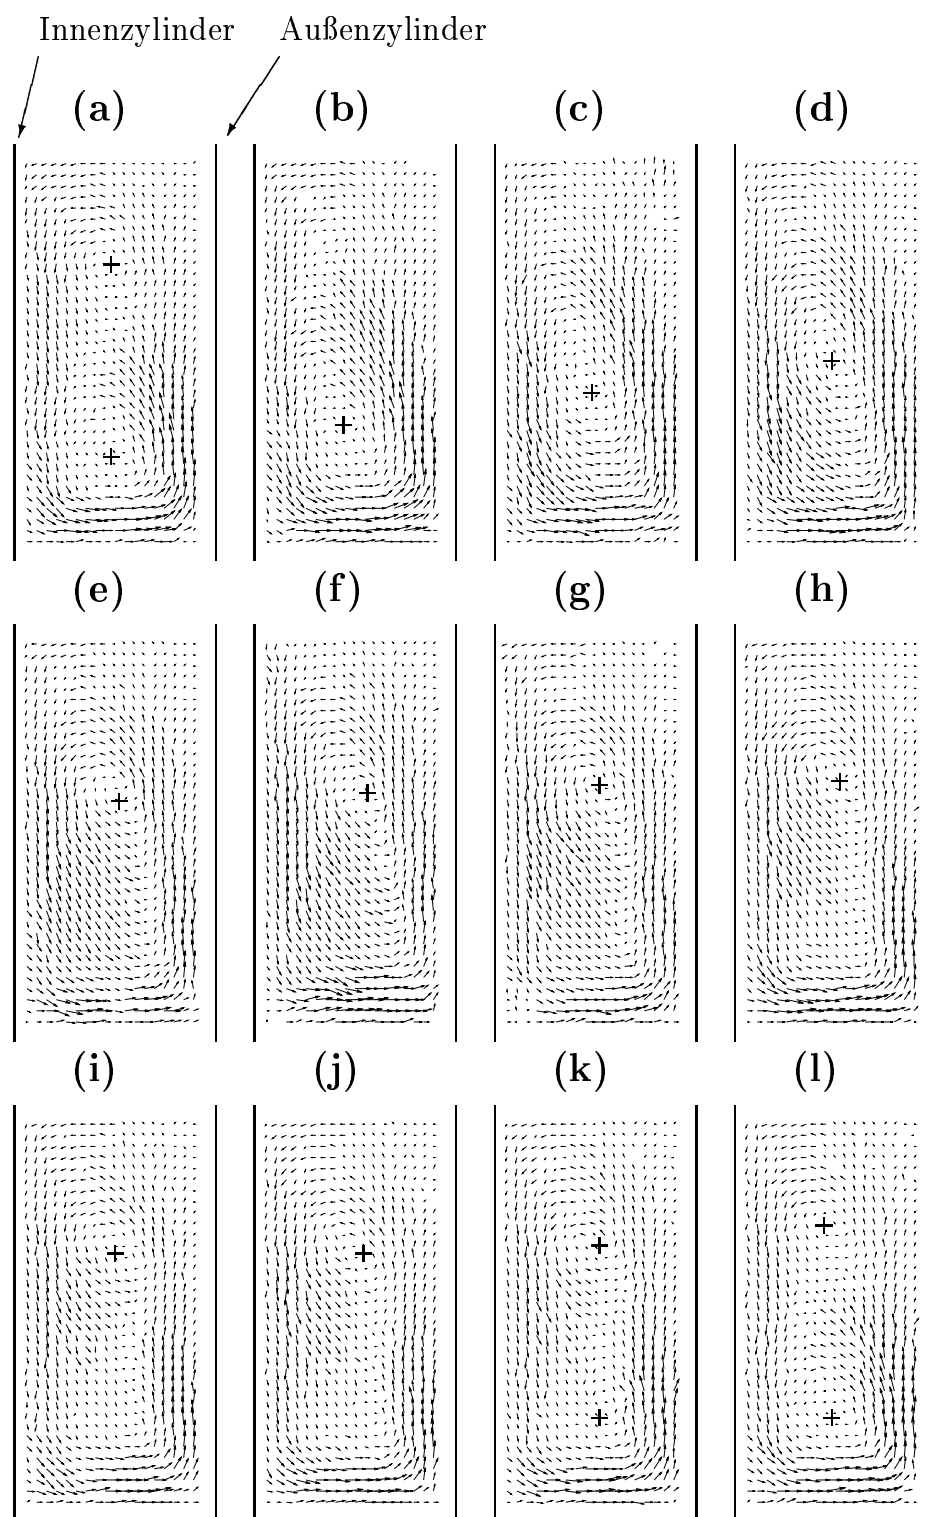 Innenzylinder Außenzylinder
(a) (b) (c) (d)
(e) (f) (g) (h)
(i) (j) (k) (l)